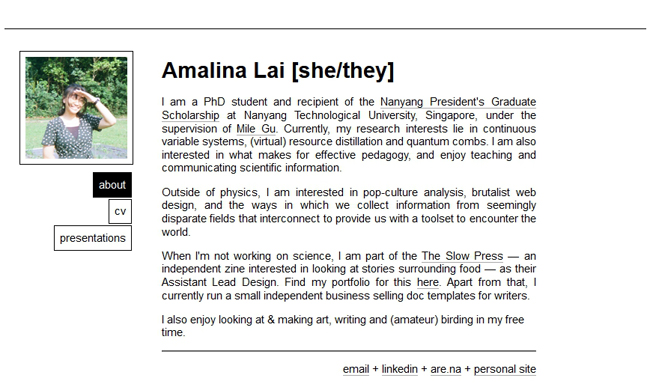 Amalina Lai [she/they]
I am a PhD student and recipient of the Nanyang President's Graduate
Scholarship at Nanyang Technological University, Singapore, under the
supervision of Mile Gu. Currently, my research interests lie in continuous
variable systems, (virtual) resource distillation and quantum combs. I am also
interested in what makes for effective pedagogy, and enjoy teaching and
communicating scientific information.
about
cv
presentations
Outside of physics, I am interested in pop-culture analysis, brutalist web
design, and the ways in which we collect information from seemingly
disparate fields that interconnect to provide us with a toolset to encounter the
world.
When I'm not working on science, I am part of the The Slow Press — an
independent zine interested in looking at stories surrounding food — as their
Assistant Lead Design. Find my portfolio for this here. Apart from that, I
currently run a small independent business selling doc templates for writers.
I also enjoy looking at & making art, writing and (amateur) birding in my free
time.
email + linkedin + are.na + personal site